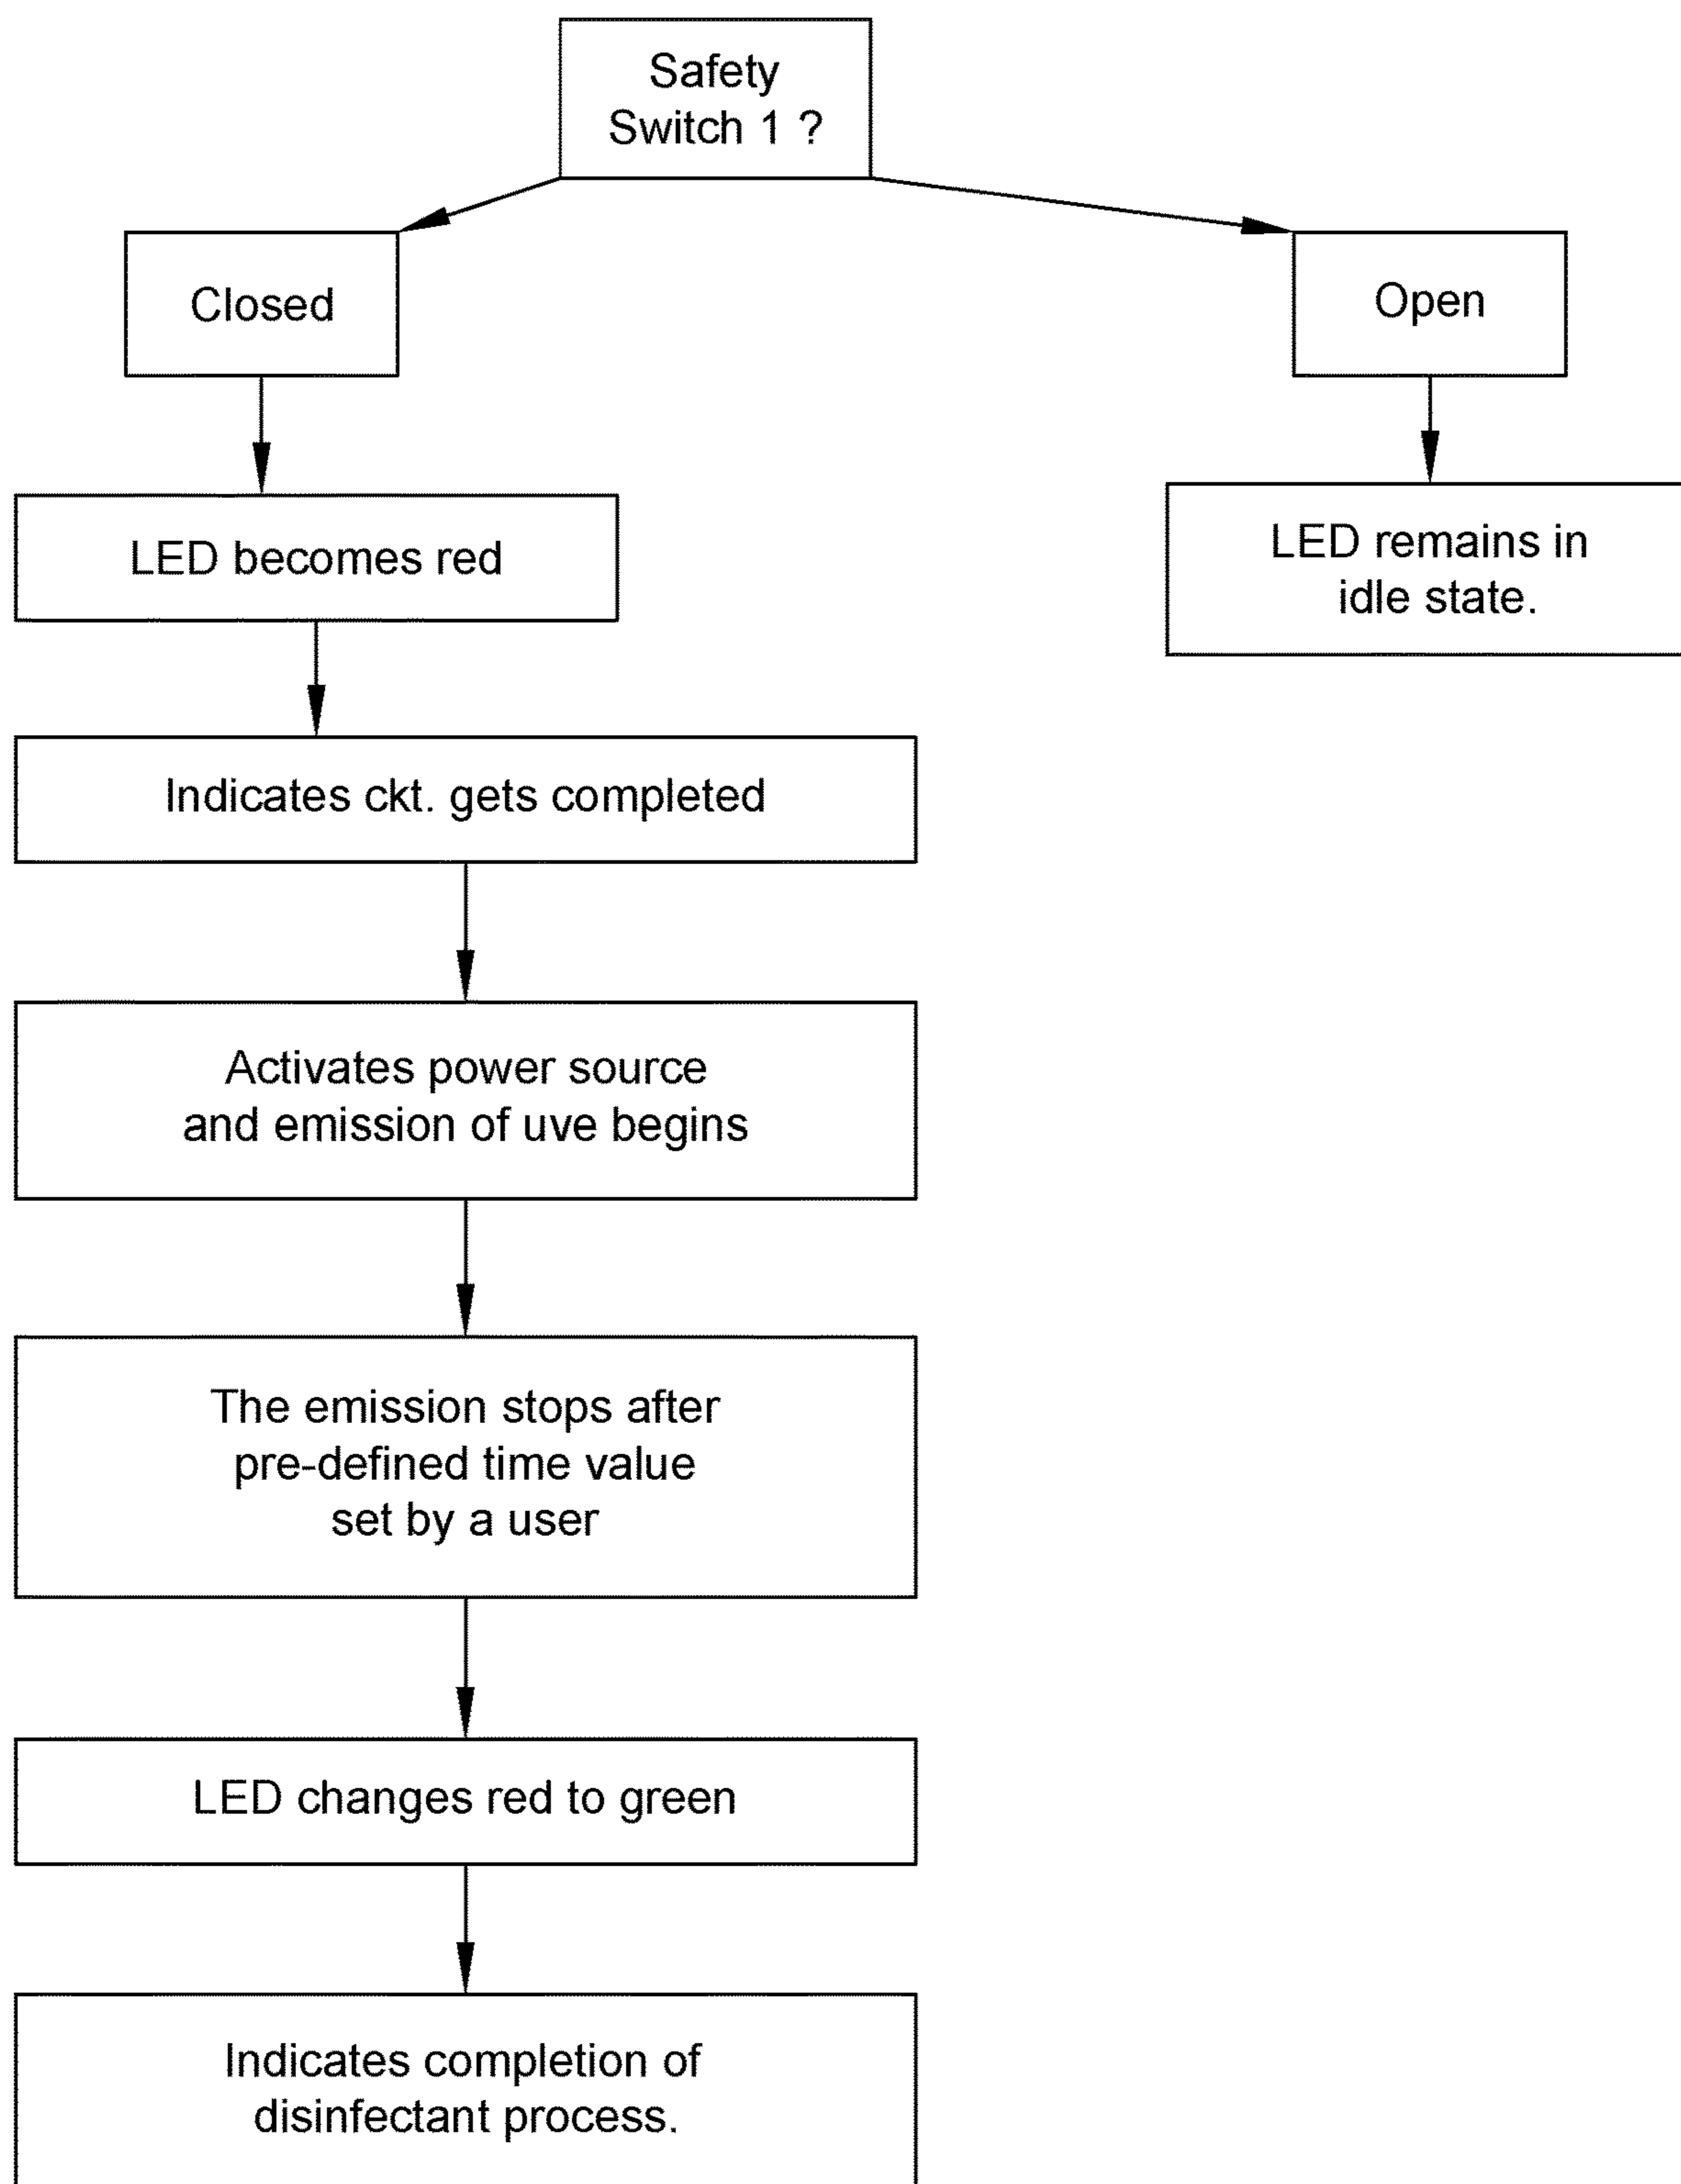 Safety
Switch 1 ?
Closed
Open
LED becomes red
LED remains in
idle state.
Indicates ckt. gets completed
Activates power source
and emission of uve begins
The emission stops after
pre-defined time value
set by a user
LED changes red to green
Indicates completion of
disinfectant process.